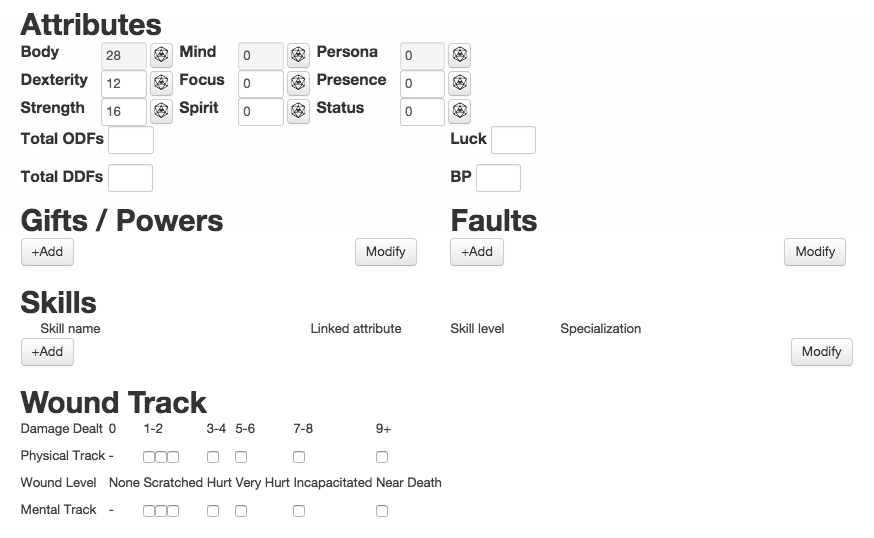 Attributes
Body 28 Mind 0 Persona 0
Dexterity 12 Focus 0 Presence 0
Strength 16 Spirit 0 Status 0
Total ODFs Luck
Total DDFs BP
Gifts / Powers Faults
+Add Modify +Add Modify
Skills
Skill name Linked attribute Skill level Specialization
+Add Modify
Wound Track
Damage Dealt 0 1-2 3-4 5-6 7-8 9+
Physical Track -
Wound Level None Scratched Hurt Very Hurt Incapacitated Near Death
Mental Track -